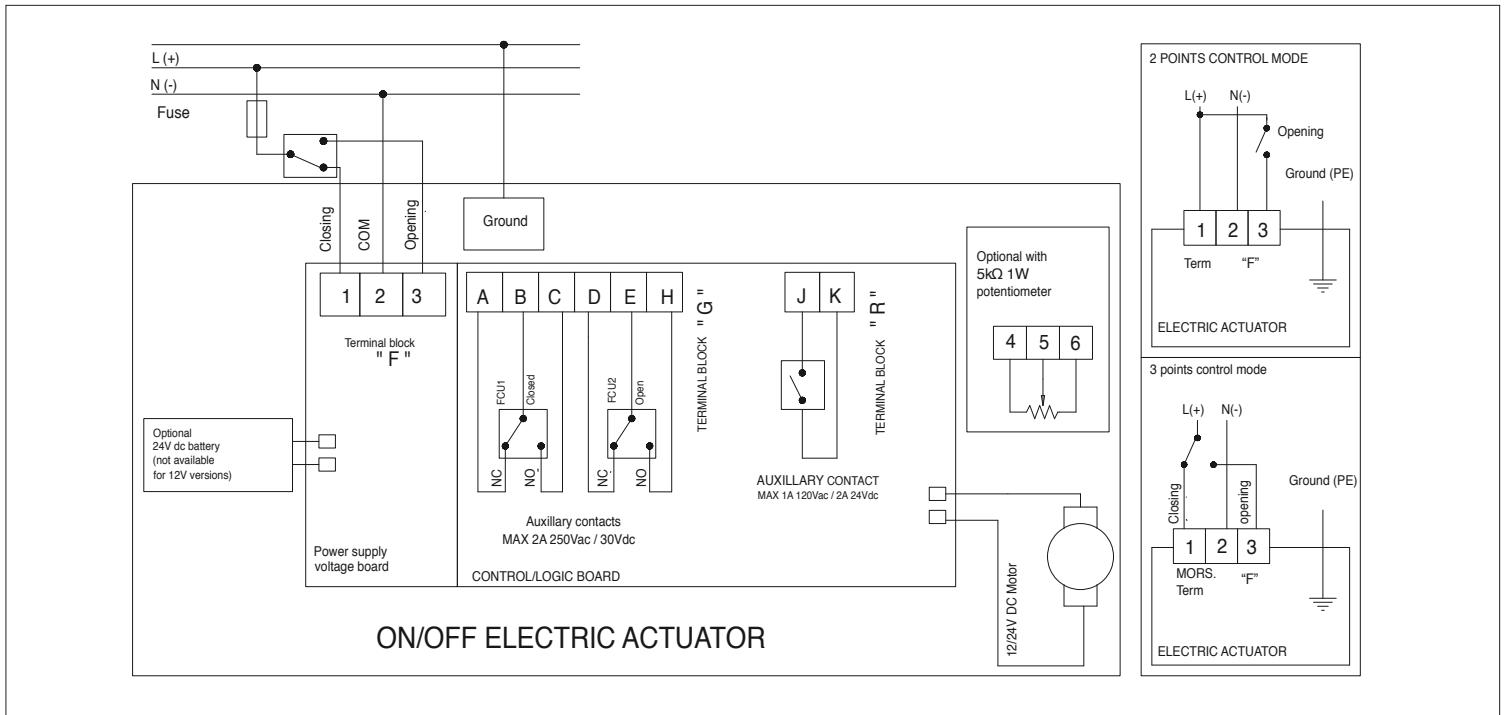 L (+)
N (-)
Fuse
Closing
COM
Opening
Ground
1 2 3
Terminal block
" F "
A B C D E H
TERMINAL BLOCK " G "
FCU1
Closed
FCU2
Open
NC
NO
NC
NO
Auxillary contacts
MAX 2A 250Vac / 30Vdc
J K
TERMINAL BLOCK " R "
AUXILLARY CONTACT
MAX 1A 120Vac / 2A 24Vdc
Optional with
5kΩ 1W
potentiometer
4 5 6
Optional
24V dc battery
(not available
for 12V versions)
Power supply
voltage board
CONTROL/LOGIC BOARD
12/24V DC Motor
ON/OFF ELECTRIC ACTUATOR
2 POINTS CONTROL MODE
L(+) N(-)
Opening
Ground (PE)
1 2 3
Term "F"
ELECTRIC ACTUATOR
3 points control mode
L(+) N(-)
Closing
opening
Ground (PE)
1 2 3
MORS.
Term "F"
ELECTRIC ACTUATOR